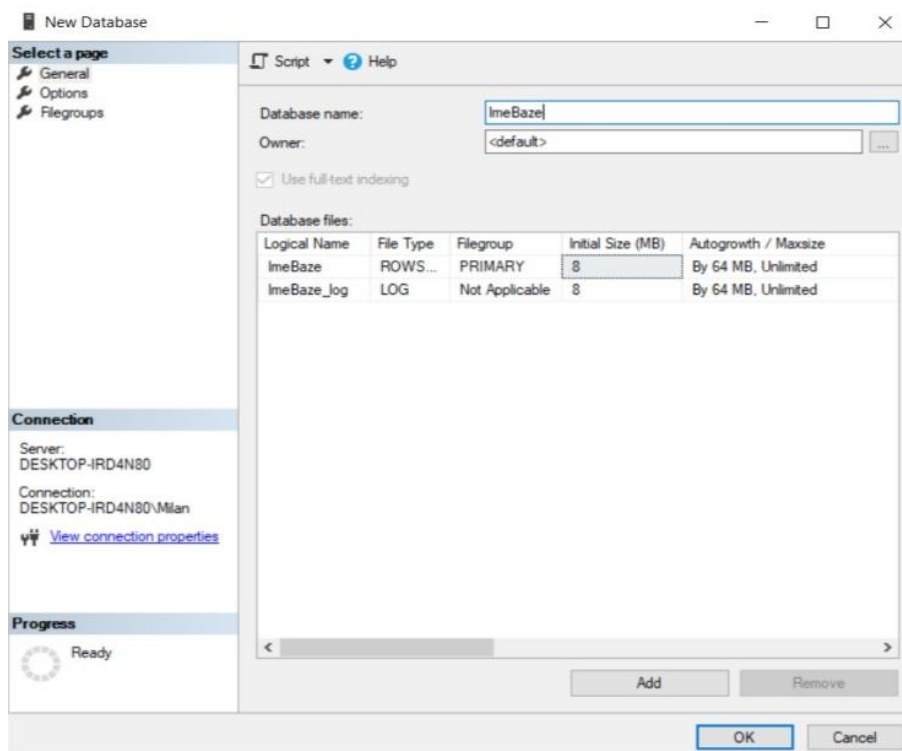 New Database
Select a page
General
Options
Filegroups
Script Help
Database name: ImeBaze
Owner: <default> ...
Use full-text indexing
Database files:
Logical Name File Type Filegroup Initial Size (MB) Autogrowth / Maxsize
ImeBaze ROWS... PRIMARY 8 By 64 MB, Unlimited
ImeBaze_log LOG Not Applicable 8 By 64 MB, Unlimited
Connection
Server:
DESKTOP-IRD4N80
Connection:
DESKTOP-IRD4N80\Milan
View connection properties
Progress
Ready
Add Remove
OK Cancel